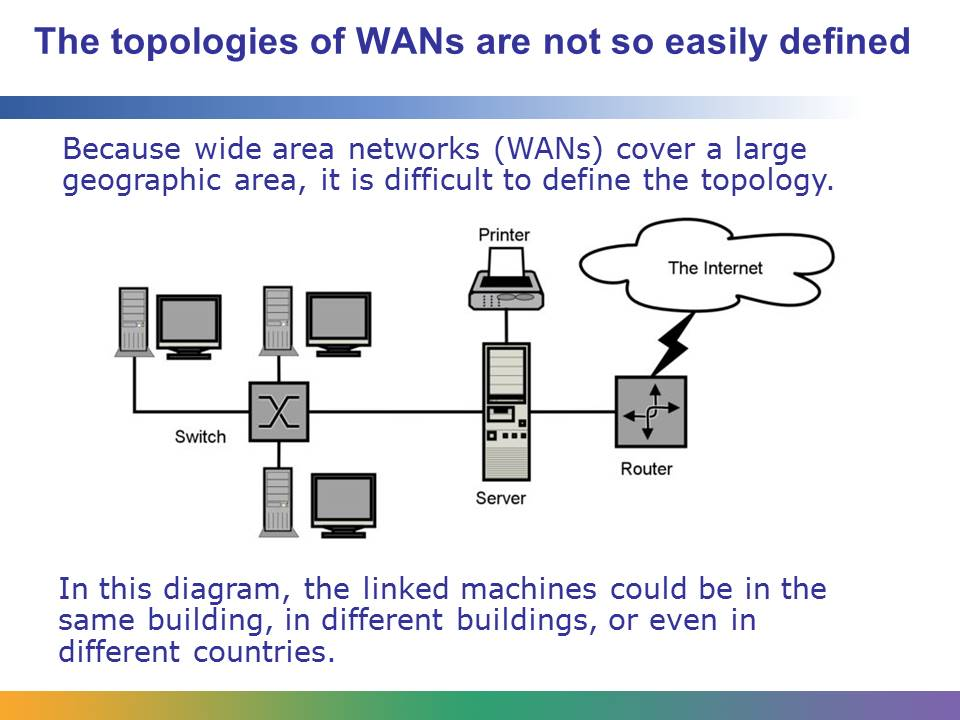 The topologies of WANs are not so easily defined
Because wide area networks (WANs) cover a large
geographic area, it is difficult to define the topology.
Printer
The Internet
Switch
Server
Router
In this diagram, the linked machines could be in the
same building, in different buildings, or even in
different countries.